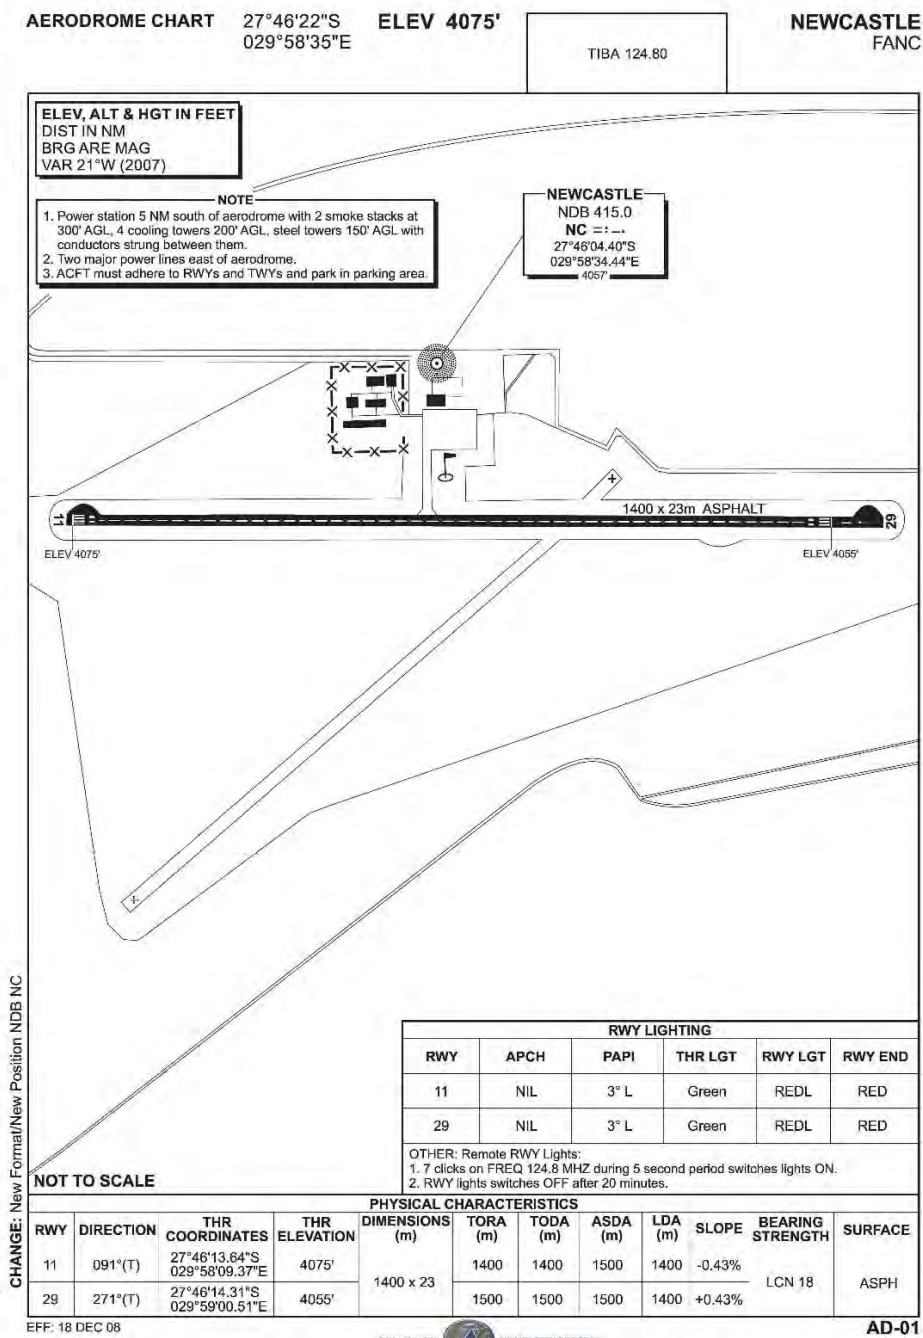 AERODROME CHART
27°46'22"S
029°58'35"E
ELEV 4075'
TIBA 124.80
NEWCASTLE
FANC
ELEV, ALT & HGT IN FEET
DIST IN NM
BRG ARE MAG
VAR 21°W (2007)
NOTE
1. Power station 5 NM south of aerodrome with 2 smoke stacks at
300' AGL, 4 cooling towers 200' AGL, steel towers 150' AGL with
conductors strung between them.
2. Two major power lines east of aerodrome.
3. ACFT must adhere to RWYs and TWYs and park in parking area.
NEWCASTLE
NDB 415.0
NC
27°46'04.40"S
029°58'34.44"E
4057'
1400 x 23m ASPHALT
11
29
ELEV 4075'
ELEV 4055'
CHANGE: New Format/New Position NDB NC
NOT TO SCALE
RWY LIGHTING
RWY APCH PAPI THR LGT RWY LGT RWY END
11 NIL 3° L Green REDL RED
29 NIL 3° L Green REDL RED
OTHER: Remote RWY Lights:
1. 7 clicks on FREQ 124.8 MHZ during 5 second period switches lights ON.
2. RWY lights switches OFF after 20 minutes.
PHYSICAL CHARACTERISTICS
RWY DIRECTION THR COORDINATES THR ELEVATION DIMENSIONS (m) TORA (m) TODA (m) ASDA (m) LDA (m) SLOPE BEARING STRENGTH SURFACE
11 091°(T) 27°46'13.64"S 029°58'09.37"E 4075' 1400 x 23 1400 1400 1500 1400 -0.43% LCN 18 ASPH
29 271°(T) 27°46'14.31"S 029°59'00.51"E 4055' 1500 1500 1500 1400 +0.43%
EFF: 18 DEC 08
AD-01